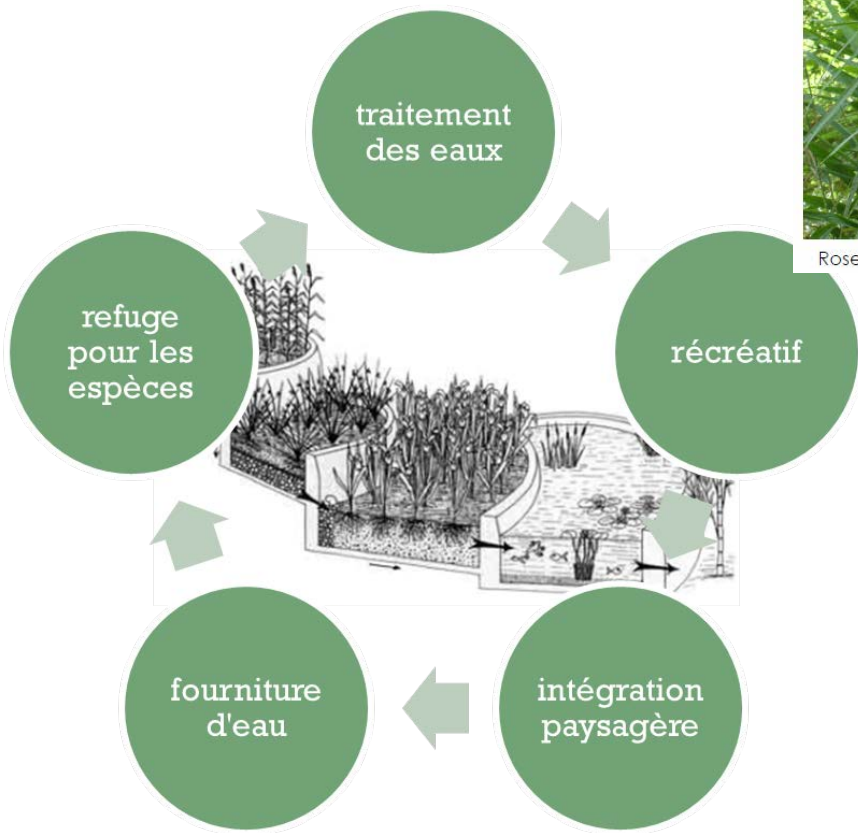 traitement
des eaux
récréatif
intégration
paysagère
fourniture
d'eau
refuge
pour les
espèces